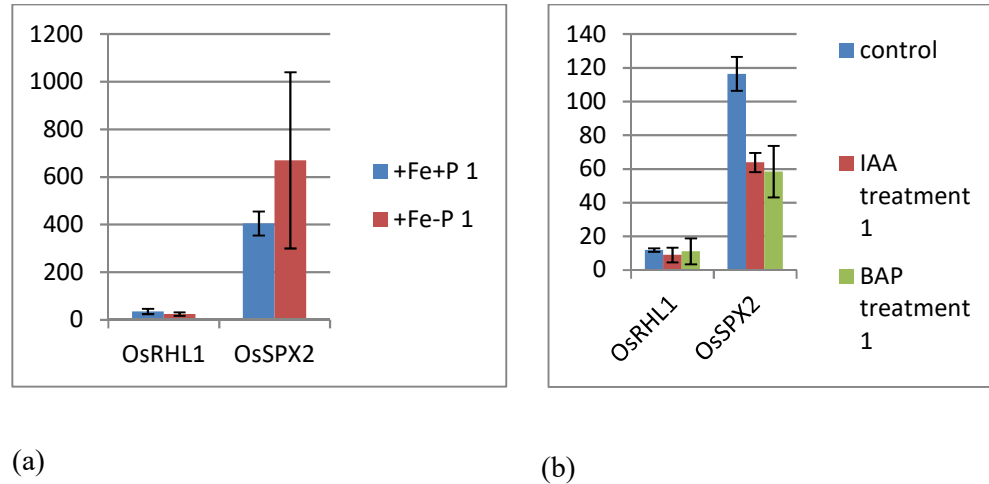 1200
1000
800
600
400
200
0
OsRHL1 OsSPX2
+Fe+P 1
+Fe-P 1
(a)
140
120
100
80
60
40
20
0
OsRHL1 OsSPX2
control
IAA
treatment
1
BAP
treatment
1
(b)